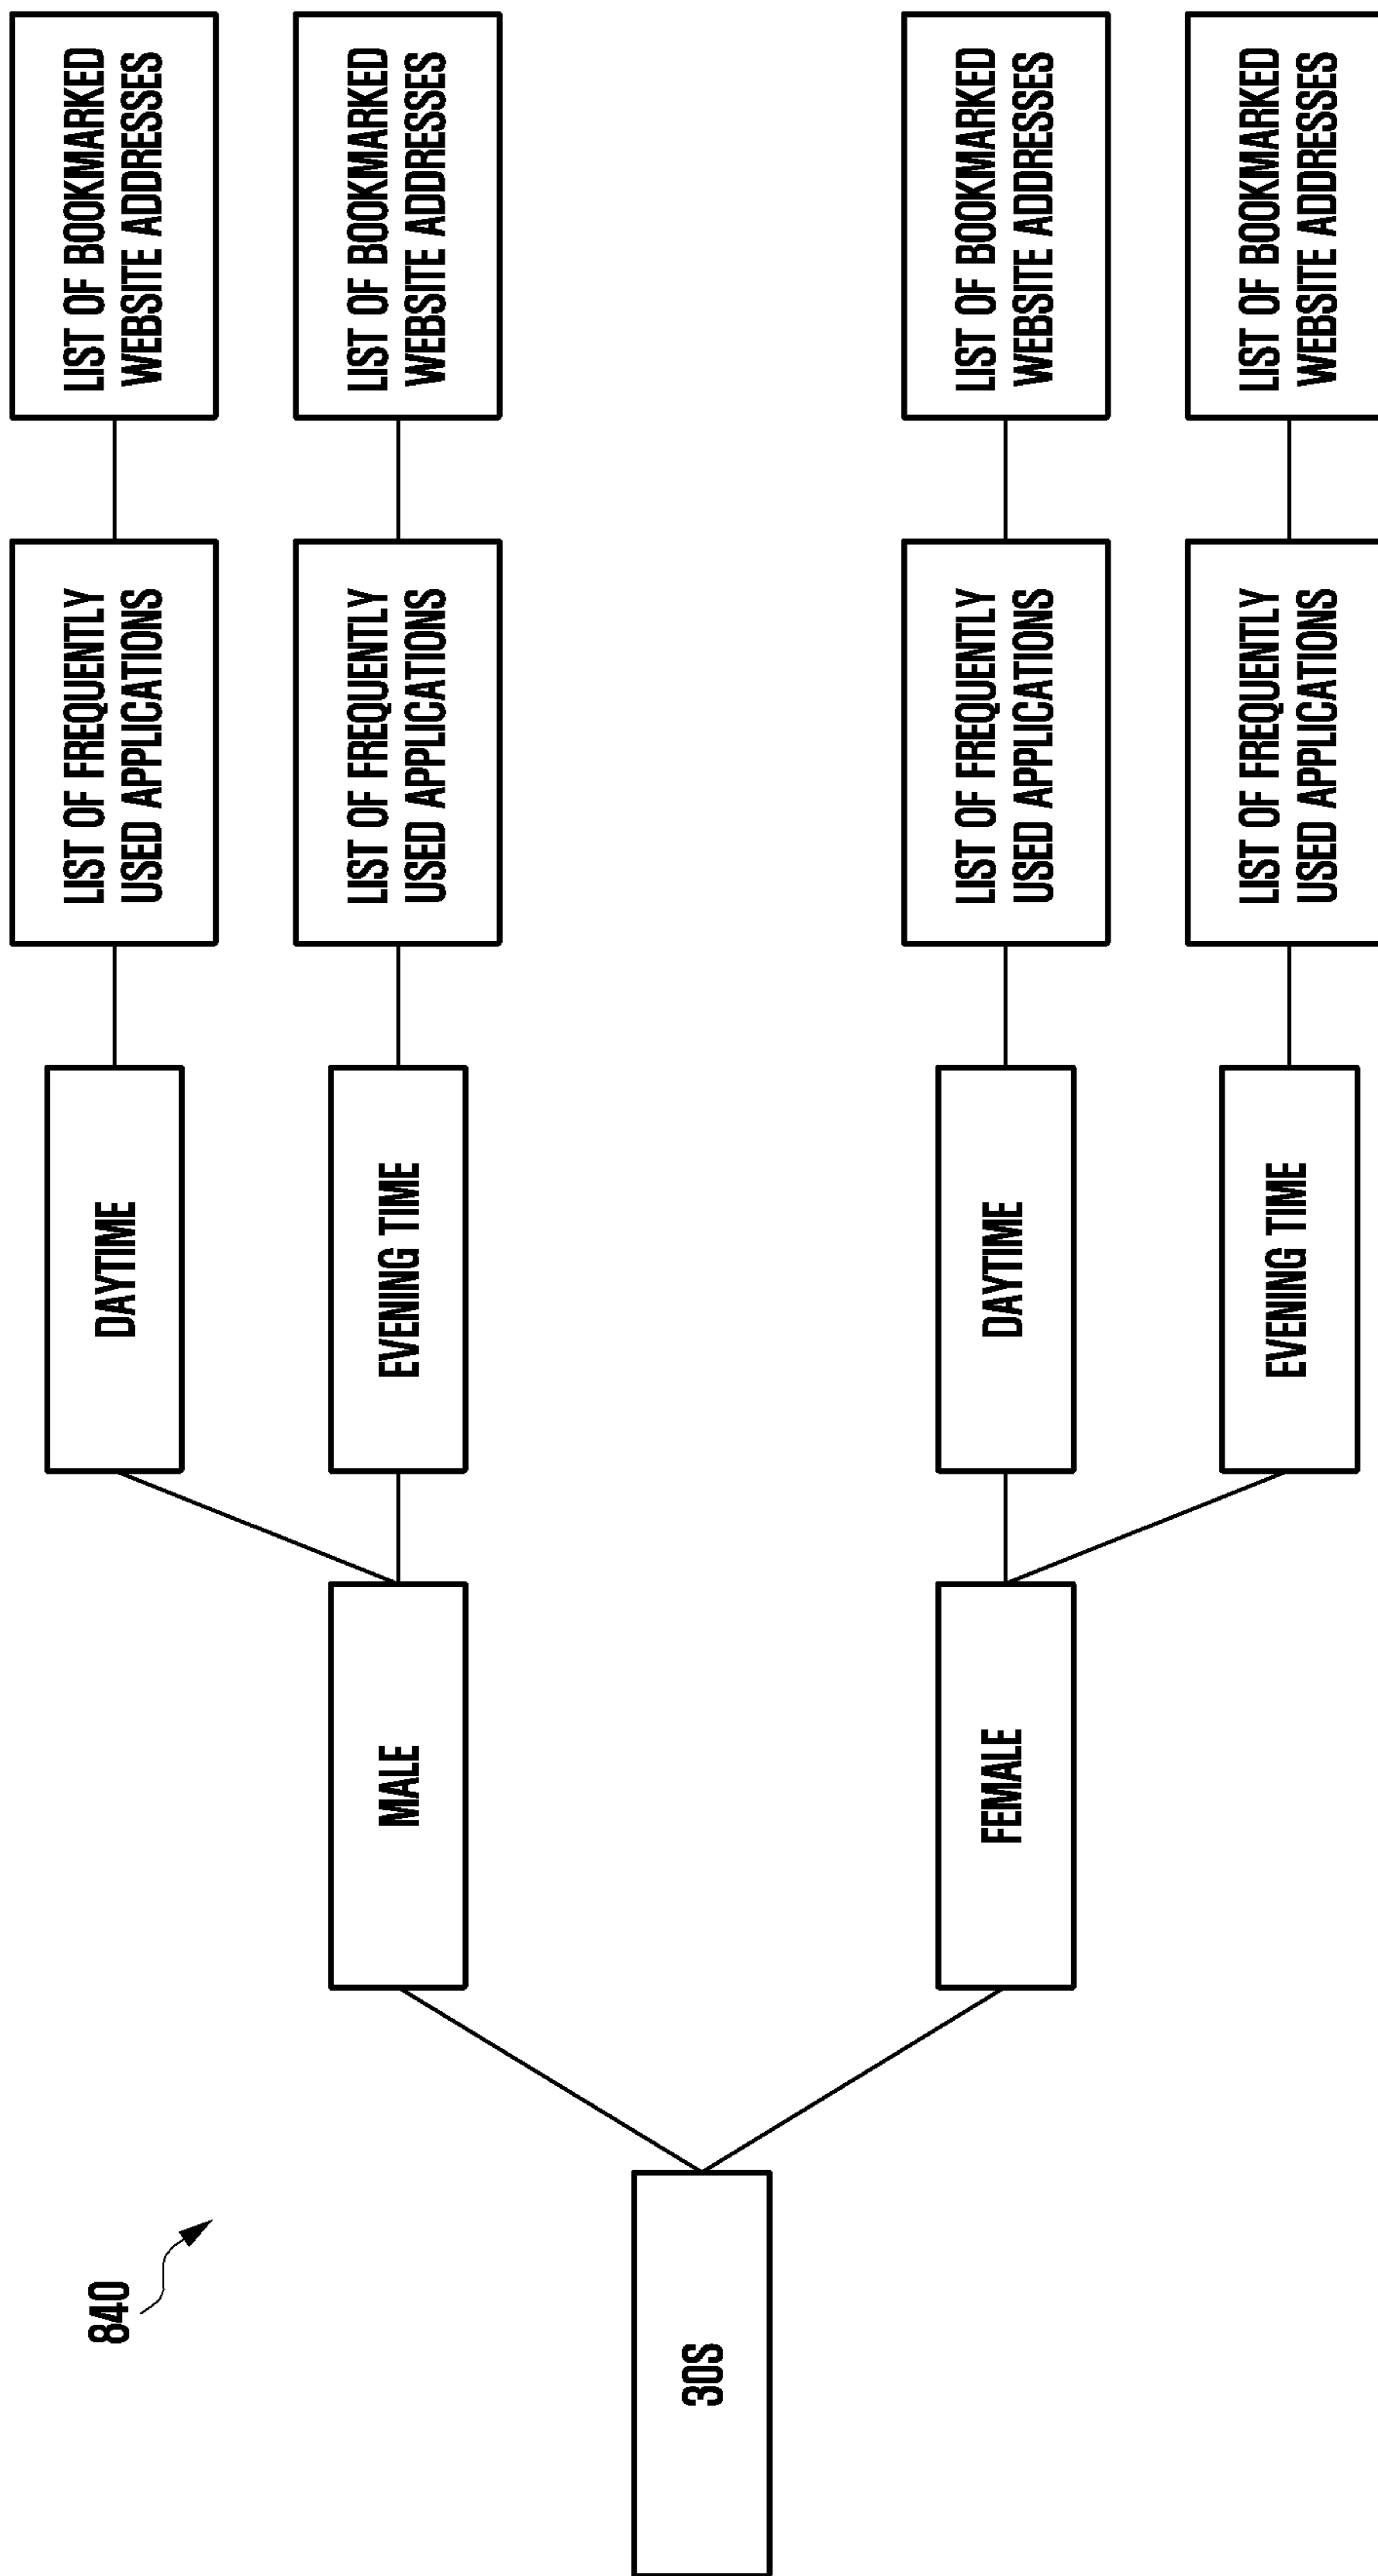 840
DAYTIME
LIST OF FREQUENTLY
USED APPLICATIONS
LIST OF BOOKMARKED
WEBSITE ADDRESSES
MALE
EVENING TIME
LIST OF FREQUENTLY
USED APPLICATIONS
LIST OF BOOKMARKED
WEBSITE ADDRESSES
30S
FEMALE
DAYTIME
LIST OF FREQUENTLY
USED APPLICATIONS
LIST OF BOOKMARKED
WEBSITE ADDRESSES
EVENING TIME
LIST OF FREQUENTLY
USED APPLICATIONS
LIST OF BOOKMARKED
WEBSITE ADDRESSES